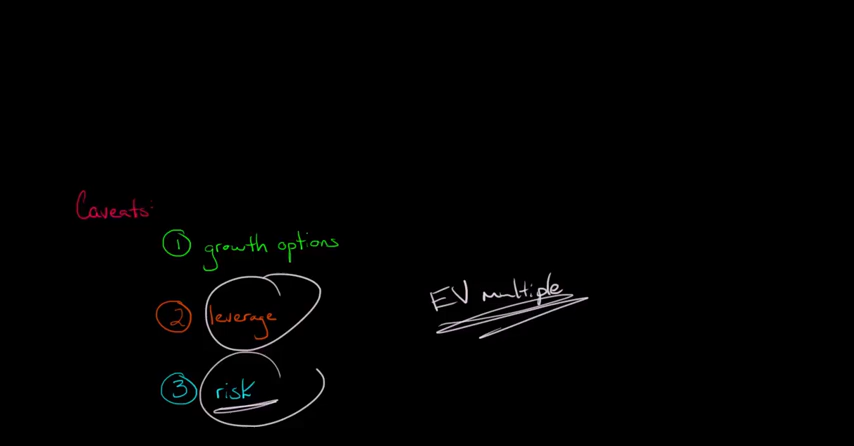 Caveats:
1 growth options
2 leverage
EV multiple
3 risk